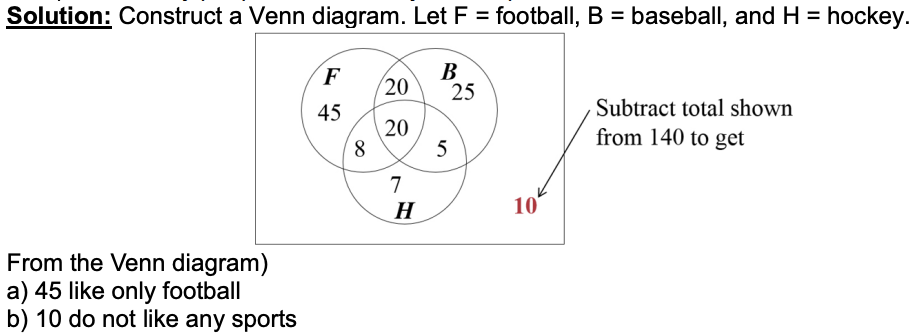 Solution: Construct a Venn diagram. Let F = football, B = baseball, and H = hockey.
F
B
20
25
45
Subtract total shown
from 140 to get
20
8
5
7
H
10
From the Venn diagram)
a) 45 like only football
b) 10 do not like any sports